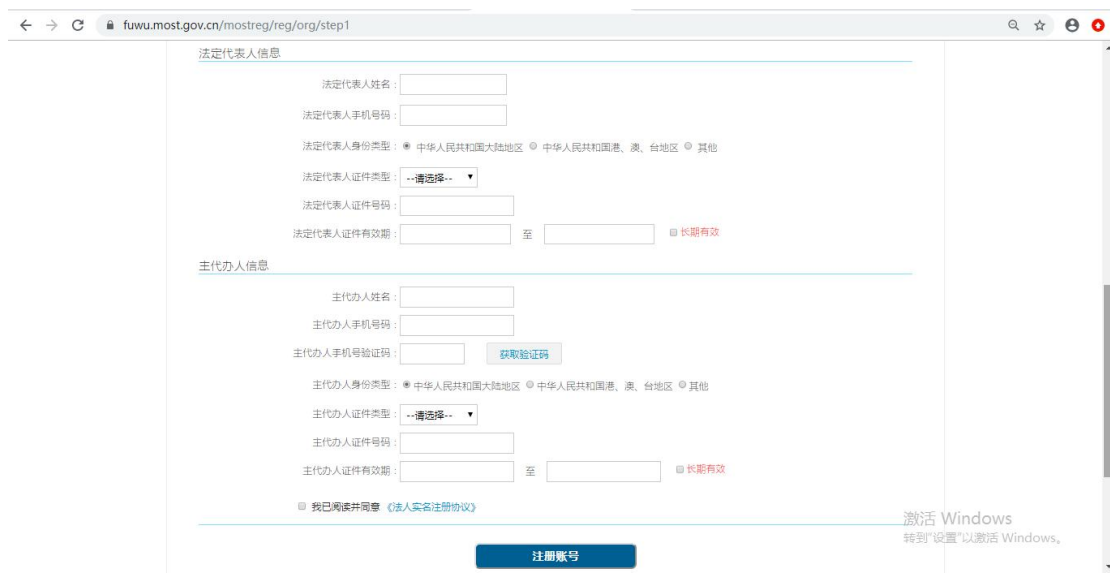 fuwu.most.gov.cn/mostreg/reg/org/step1
法定代表人信息
法定代表人姓名：
法定代表人手机号码：
法定代表人身份类型： 中华人民共和国大陆地区 中华人民共和国港、澳、台地区 其他
法定代表人证件类型： --请选择--
法定代表人证件号码：
法定代表人证件有效期： 至 长期有效
主代办人信息
主代办人姓名：
主代办人手机号码：
主代办人手机号验证码： 获取验证码
主代办人身份类型： 中华人民共和国大陆地区 中华人民共和国港、澳、台地区 其他
主代办人证件类型： --请选择--
主代办人证件号码：
主代办人证件有效期： 至 长期有效
我已阅读并同意 《法人实名注册协议》
激活 Windows
转到"设置"以激活 Windows。
注册账号